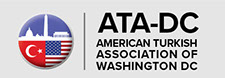 ATA-DC
AMERICAN TURKISH
ASSOCIATION OF
WASHINGTON DC